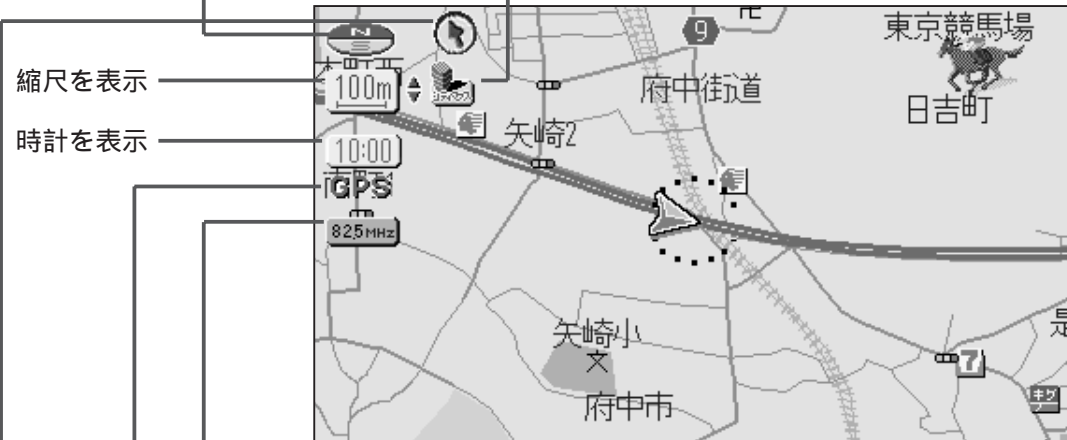 縮尺を表示
時計を表示
N
100m
10:00
GPS
82.5MHz
9
東京競馬場
府中街道
日吉町
矢崎2
矢崎小
文
府中市
7